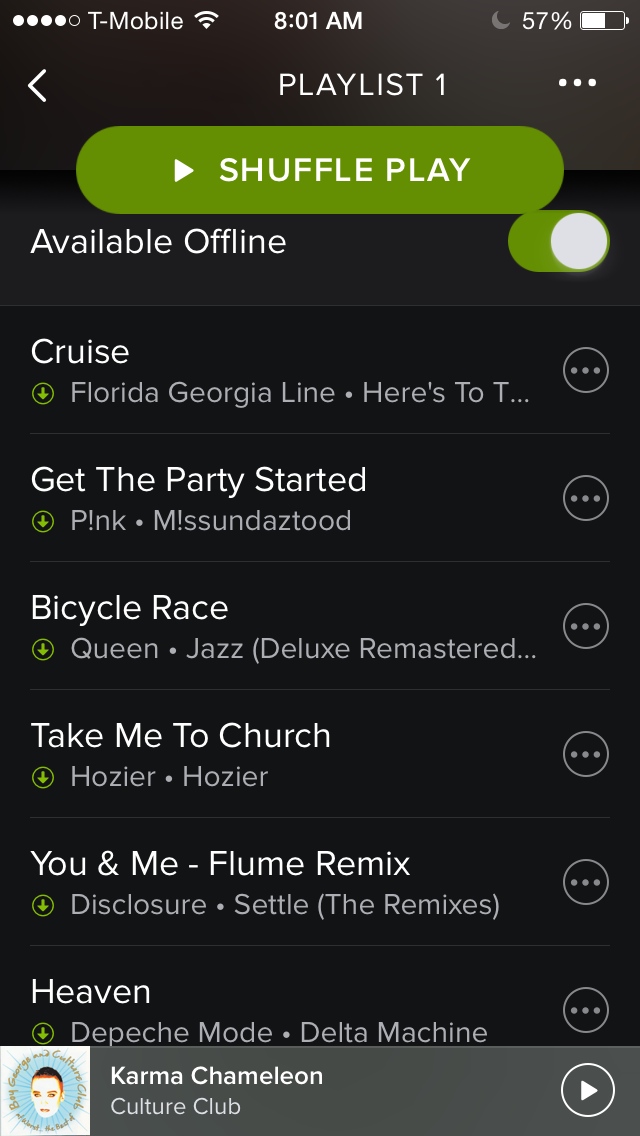 T-Mobile 8:01 AM 57%
PLAYLIST 1
SHUFFLE PLAY
Available Offline
Cruise
Florida Georgia Line • Here's To T...
Get The Party Started
P!nk • M!ssundaztood
Bicycle Race
Queen • Jazz (Deluxe Remastered...
Take Me To Church
Hozier • Hozier
You & Me - Flume Remix
Disclosure • Settle (The Remixes)
Heaven
Depeche Mode • Delta Machine
Boy George and Culture Club
Karma Chameleon
Culture Club